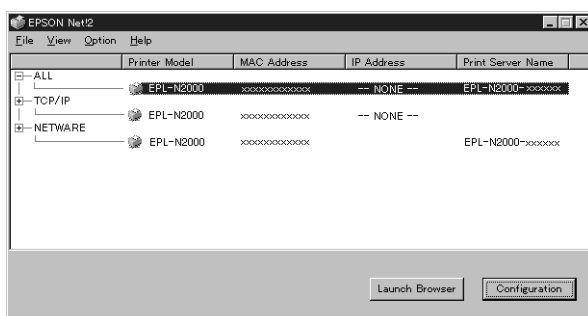 EPSON Net!2
File View Option Help
Printer Model MAC Address IP Address Print Server Name
ALL
EPL-N2000 xxxxxxxxxxxx -- NONE -- EPL-N2000-xxxxxx
TCP/IP
EPL-N2000 xxxxxxxxxxxx -- NONE --
NETWARE
EPL-N2000 xxxxxxxxxxxx EPL-N2000-xxxxxx
Launch Browser Configuration